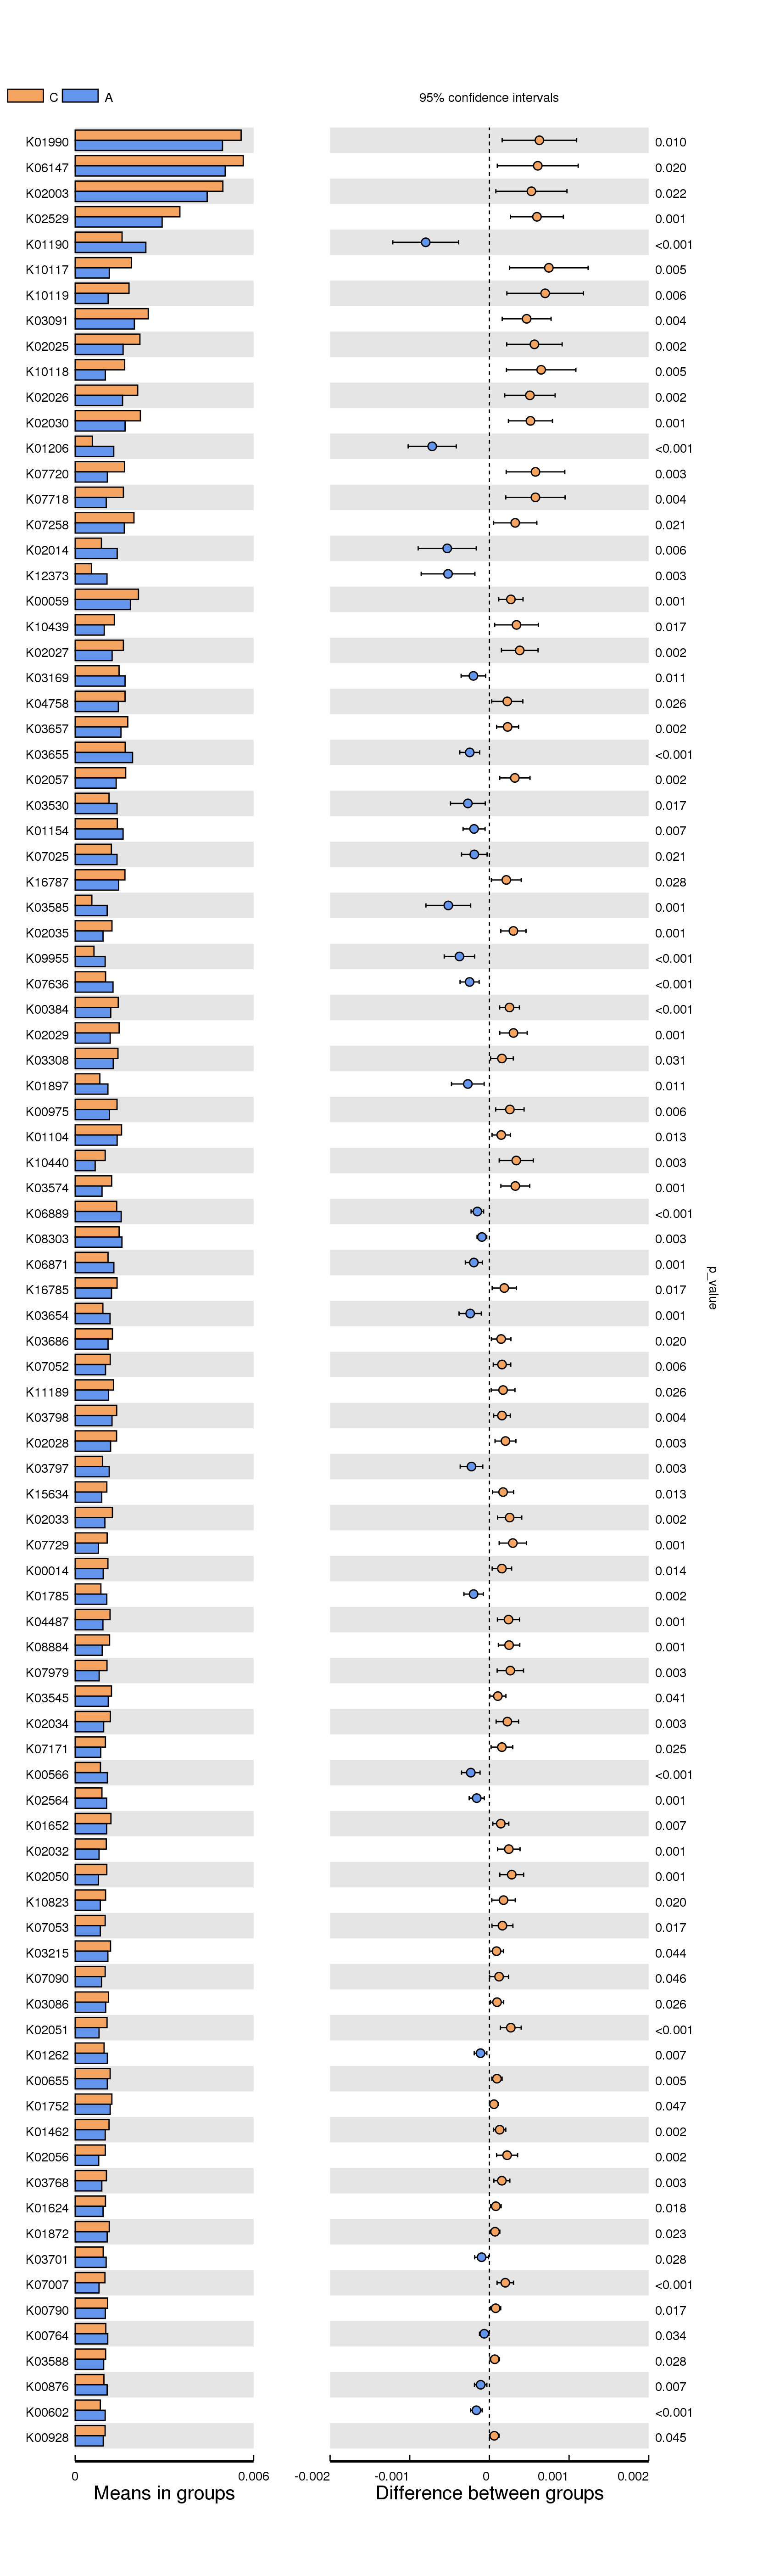 C A 95% confidence intervals
K01990 0.010
K06147 0.020
K02003 0.022
K02529 0.001
K01190 <0.001
K10117 0.005
K10119 0.006
K03091 0.004
K02025 0.002
K10118 0.005
K02026 0.002
K02030 0.001
K01206 <0.001
K07720 0.003
K07718 0.004
K07258 0.021
K02014 0.006
K12373 0.003
K00059 0.001
K10439 0.017
K02027 0.002
K03169 0.011
K04758 0.026
K03657 0.002
K03655 <0.001
K02057 0.002
K03530 0.017
K01154 0.007
K07025 0.021
K16787 0.028
K03585 0.001
K02035 0.001
K09955 <0.001
K07636 <0.001
K00384 <0.001
K02029 0.001
K03308 0.031
K01897 0.011
K00975 0.006
K01104 0.013
K10440 0.003
K03574 0.001
K06889 <0.001
K08303 0.003
K06871 0.001
K16785 0.017
K03654 0.001
K03686 0.020
K07052 0.006
K11189 0.026
K03798 0.004
K02028 0.003
K03797 0.003
K15634 0.013
K02033 0.002
K07729 0.001
K00014 0.014
K01785 0.002
K04487 0.001
K08884 0.001
K07979 0.003
K03545 0.041
K02034 0.003
K07171 0.025
K00566 <0.001
K02564 0.001
K01652 0.007
K02032 0.001
K02050 0.001
K10823 0.020
K07053 0.017
K03215 0.044
K07090 0.046
K03086 0.026
K02051 <0.001
K01262 0.007
K00655 0.005
K01752 0.047
K01462 0.002
K02056 0.002
K03768 0.003
K01624 0.018
K01872 0.023
K03701 0.028
K07007 <0.001
K00790 0.017
K00764 0.034
K03588 0.028
K00876 0.007
K00602 <0.001
K00928 0.045
p_value
0 0.006 -0.002 -0.001 0 0.001 0.002
Means in groups Difference between groups